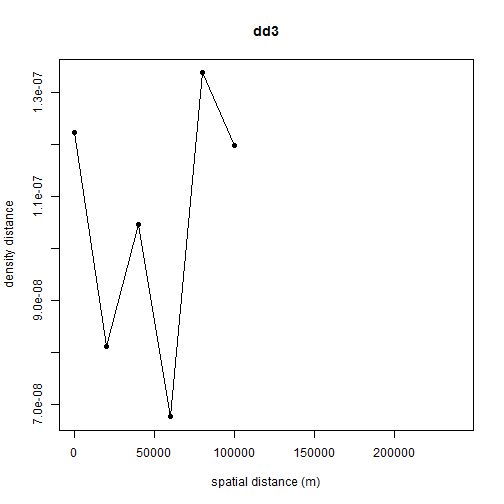 dd3
density distance
1.3e-07
1.1e-07
9.0e-08
7.0e-08
0 50000 100000 150000 200000
spatial distance (m)